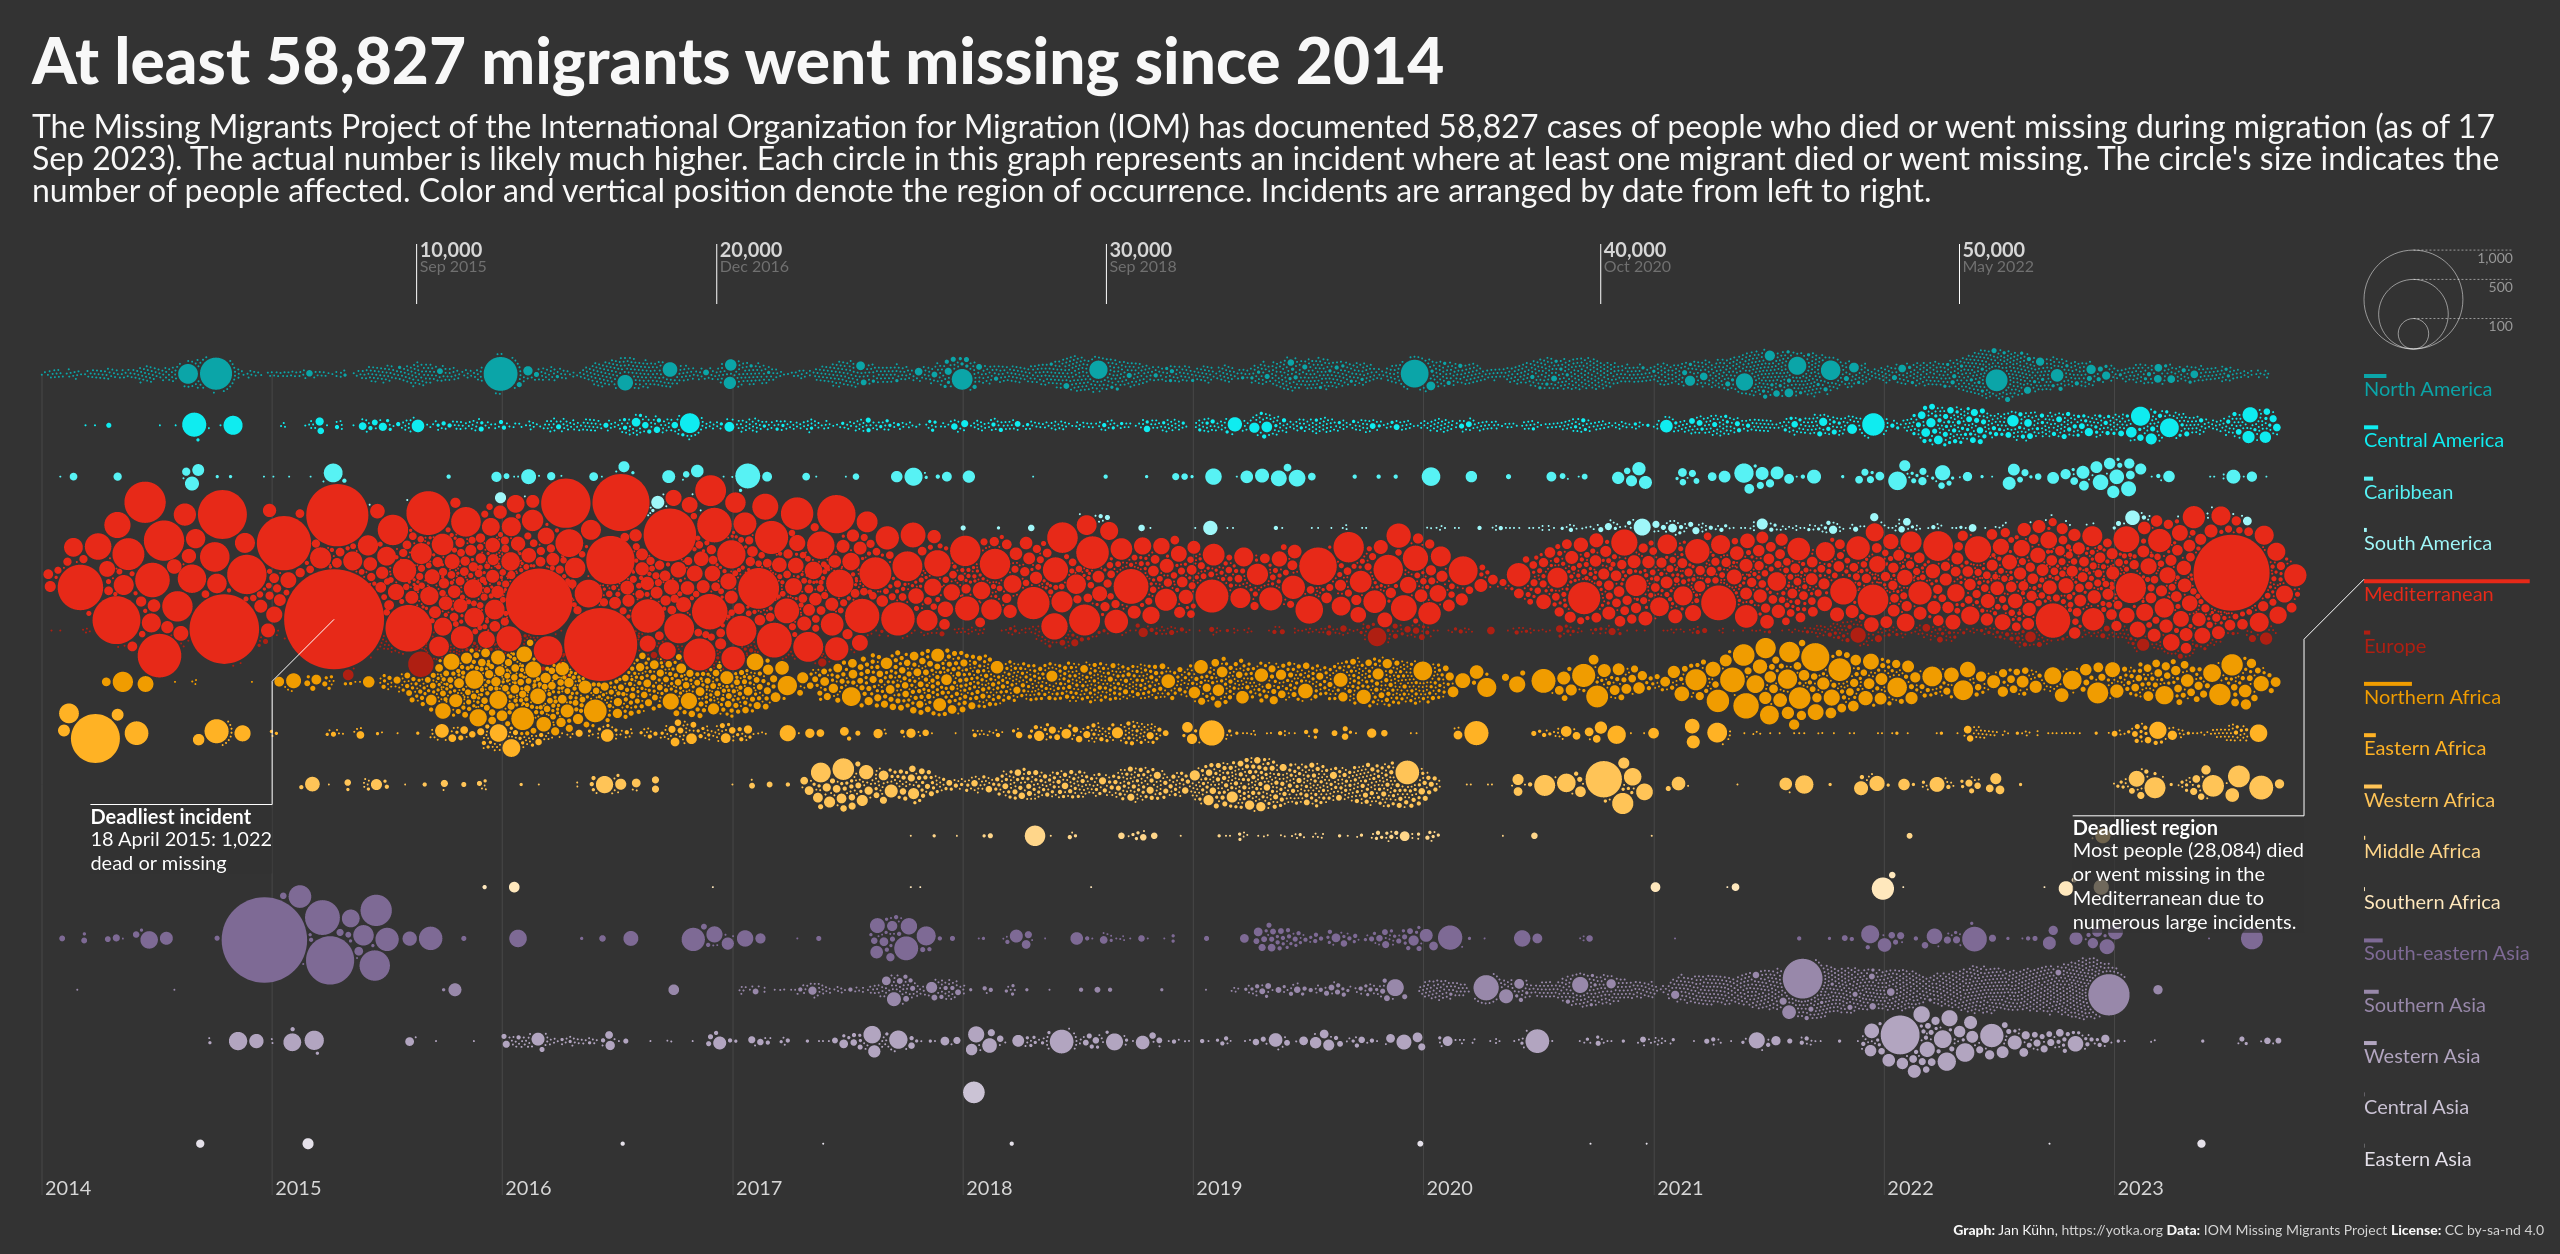 At least 58,827 migrants went missing since 2014
The Missing Migrants Project of the International Organization for Migration (IOM) has documented 58,827 cases of people who died or went missing during migration (as of 17
Sep 2023). The actual number is likely much higher. Each circle in this graph represents an incident where at least one migrant died or went missing. The circle's size indicates the
number of people affected. Color and vertical position denote the region of occurrence. Incidents are arranged by date from left to right.
10,000
Sep 2015
20,000
Dec 2016
30,000
Sep 2018
40,000
Oct 2020
50,000
May 2022
1,000
500
100
North America
Central America
Caribbean
South America
Mediterranean
Europe
Northern Africa
Eastern Africa
Western Africa
Middle Africa
Southern Africa
South-eastern Asia
Southern Asia
Western Asia
Central Asia
Eastern Asia
Deadliest incident
18 April 2015: 1,022
dead or missing
Deadliest region
Most people (28,084) died
or went missing in the
Mediterranean due to
numerous large incidents.
2014
2015
2016
2017
2018
2019
2020
2021
2022
2023
Graph: Jan Kühn, https://yotka.org Data: IOM Missing Migrants Project License: CC by-sa-nd 4.0